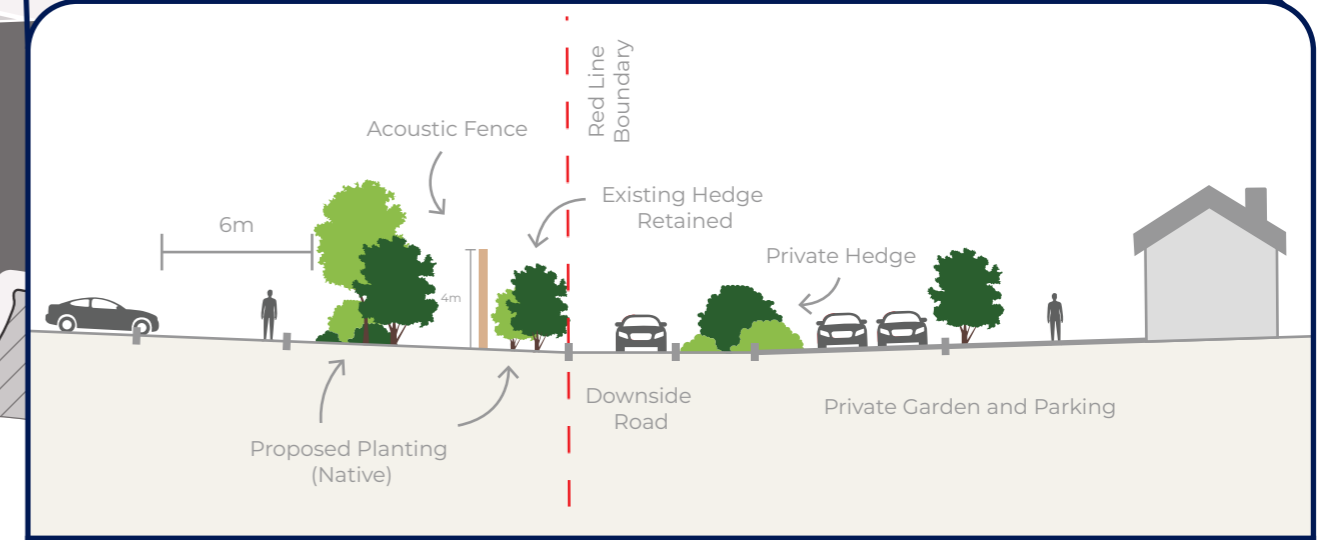 Red Line
Boundary
Acoustic Fence
Existing Hedge
Retained
6m
Private Hedge
4m
Downside
Road
Private Garden and Parking
Proposed Planting
(Native)